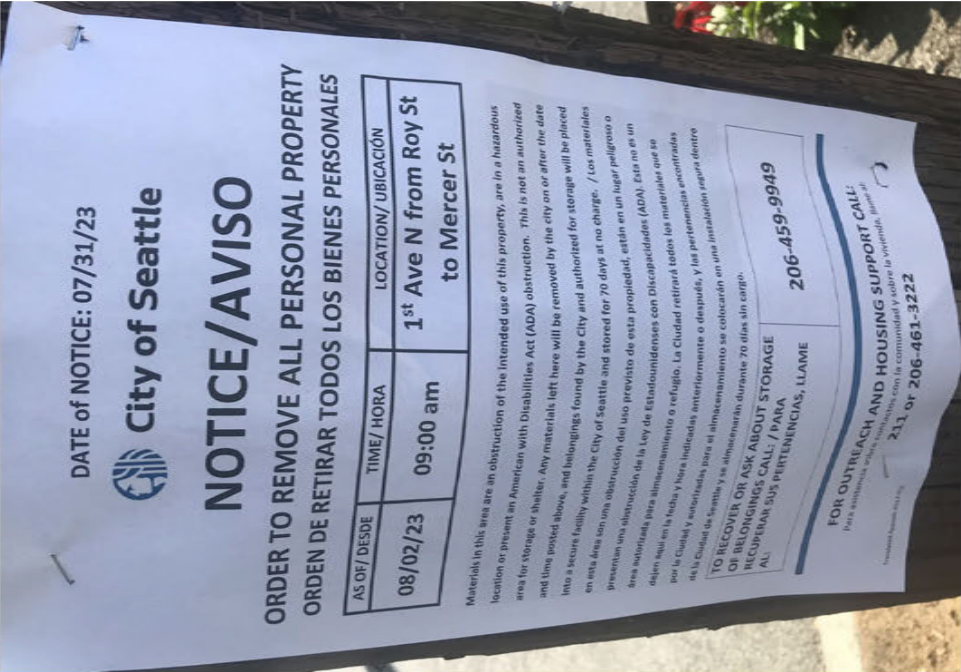 DATE of NOTICE: 07/31/23
City of Seattle
NOTICE/AVISO
ORDER TO REMOVE ALL PERSONAL PROPERTY
ORDEN DE RETIRAR TODOS LOS BIENES PERSONALES
AS OF/ DESDE TIME/ HORA LOCATION/ UBICACIÓN
08/02/23 09:00 am 1st Ave N from Roy St
to Mercer St
Materials in this area are an obstruction of the intended use of this property, are in a hazardous
location or present an American with Disabilities Act (ADA) obstruction. This is not an authorized
area for storage or shelter. Any materials left here will be removed by the city on or after the date
and time posted above, and belongings found by the City and authorized for storage will be placed
into a secure facility within the City of Seattle and stored for 70 days at no charge. / Los materiales
en esta área son una obstrucción del uso previsto de esta propiedad, están en un lugar peligroso o
presentan una obstrucción de la Ley de Estadounidenses con Discapacidades (ADA). Esta no es un
área autorizada para almacenamiento o refugio. La Ciudad retirará todos los materiales que se
dejen aquí en la fecha y hora indicadas anteriormente o después, y las pertenencias encontradas
por la Ciudad y autorizadas para el almacenamiento se colocarán en una instalación segura dentro
de la Ciudad de Seattle y se almacenarán durante 70 días sin cargo.
TO RECOVER OR ASK ABOUT STORAGE
OF BELONGINGS CALL: / PARA
RECUPERAR SUS PERTENENCIAS, LLAME
AL:
206-459-9949
FOR OUTREACH AND HOUSING SUPPORT CALL:
Para asistencia sobre contactos con la comunidad y sobre la vivienda, llame al:
211 or 206-461-3222